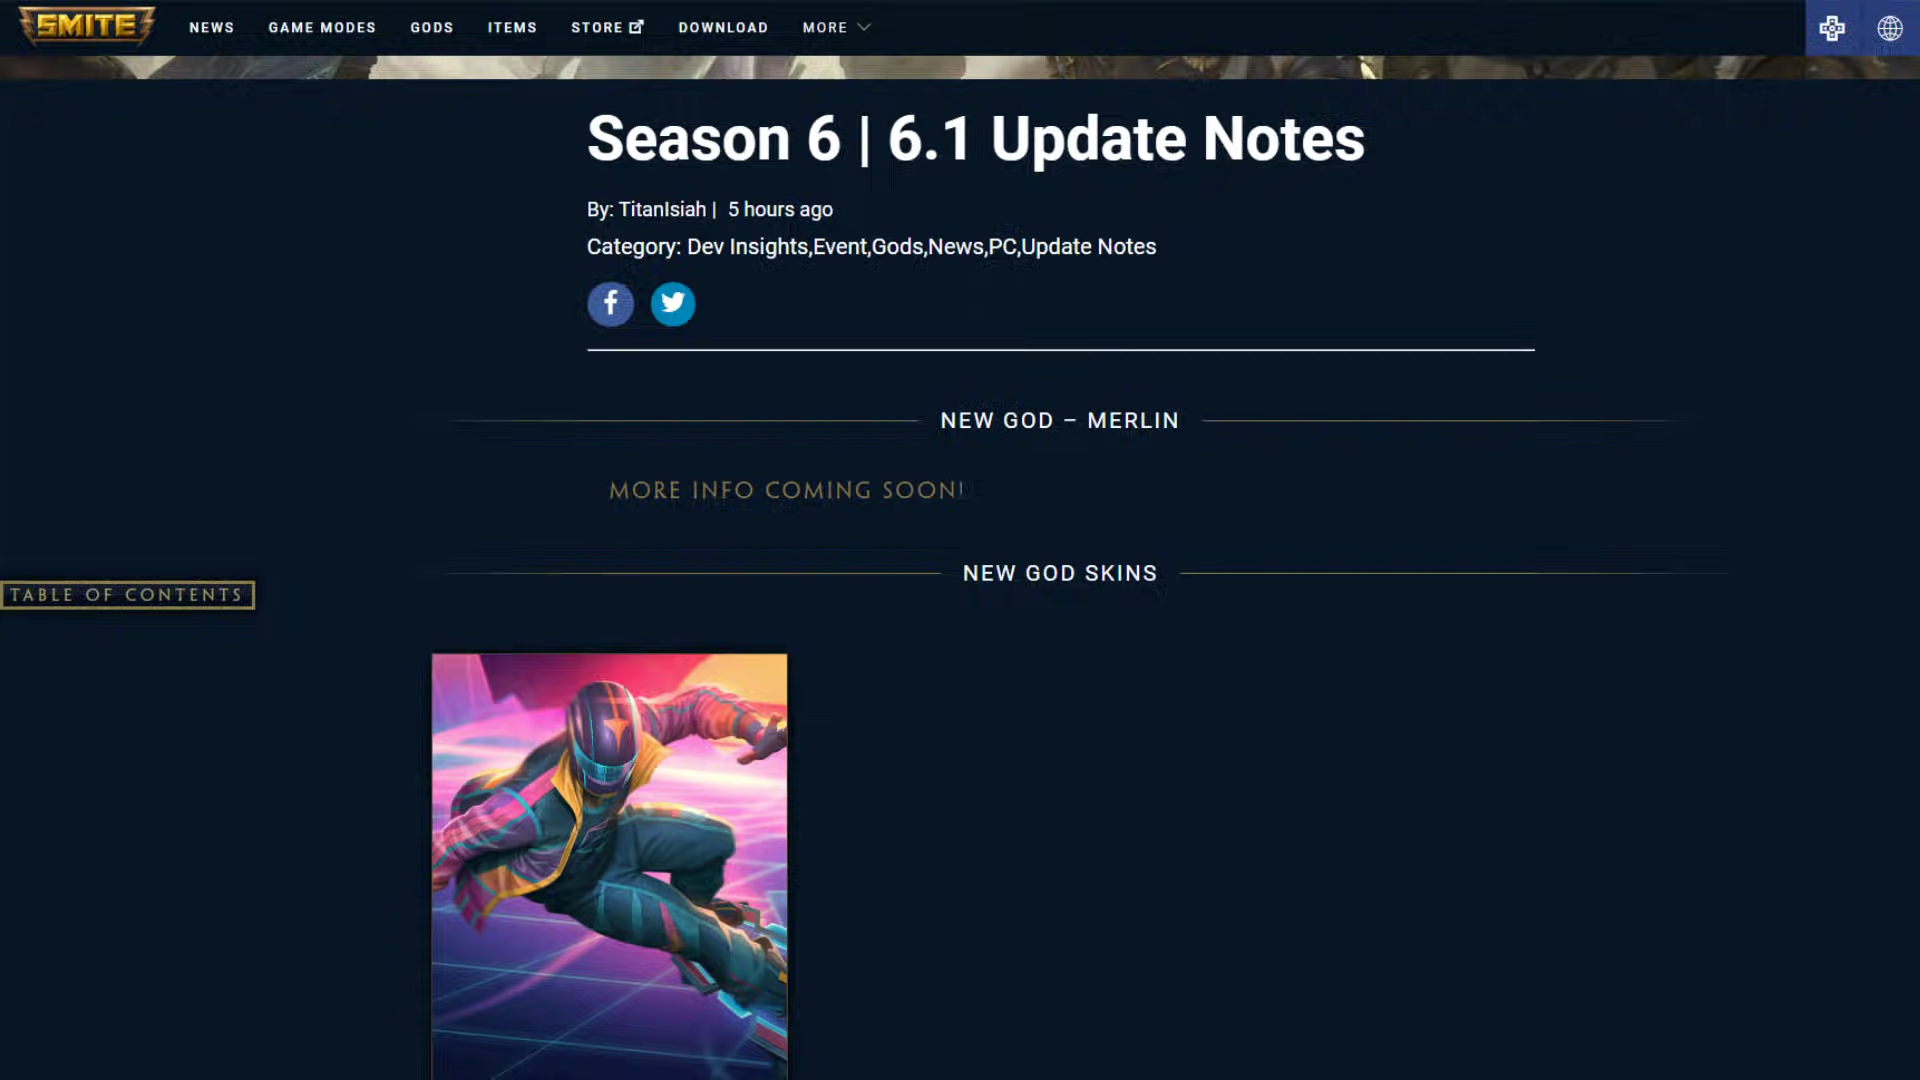 SMITE
NEWS GAME MODES GODS ITEMS STORE DOWNLOAD MORE
Season 6 | 6.1 Update Notes
By: TitanIsiah | 5 hours ago
Category: Dev Insights,Event,Gods,News,PC,Update Notes
NEW GOD – MERLIN
MORE INFO COMING SOON!
NEW GOD SKINS
TABLE OF CONTENTS